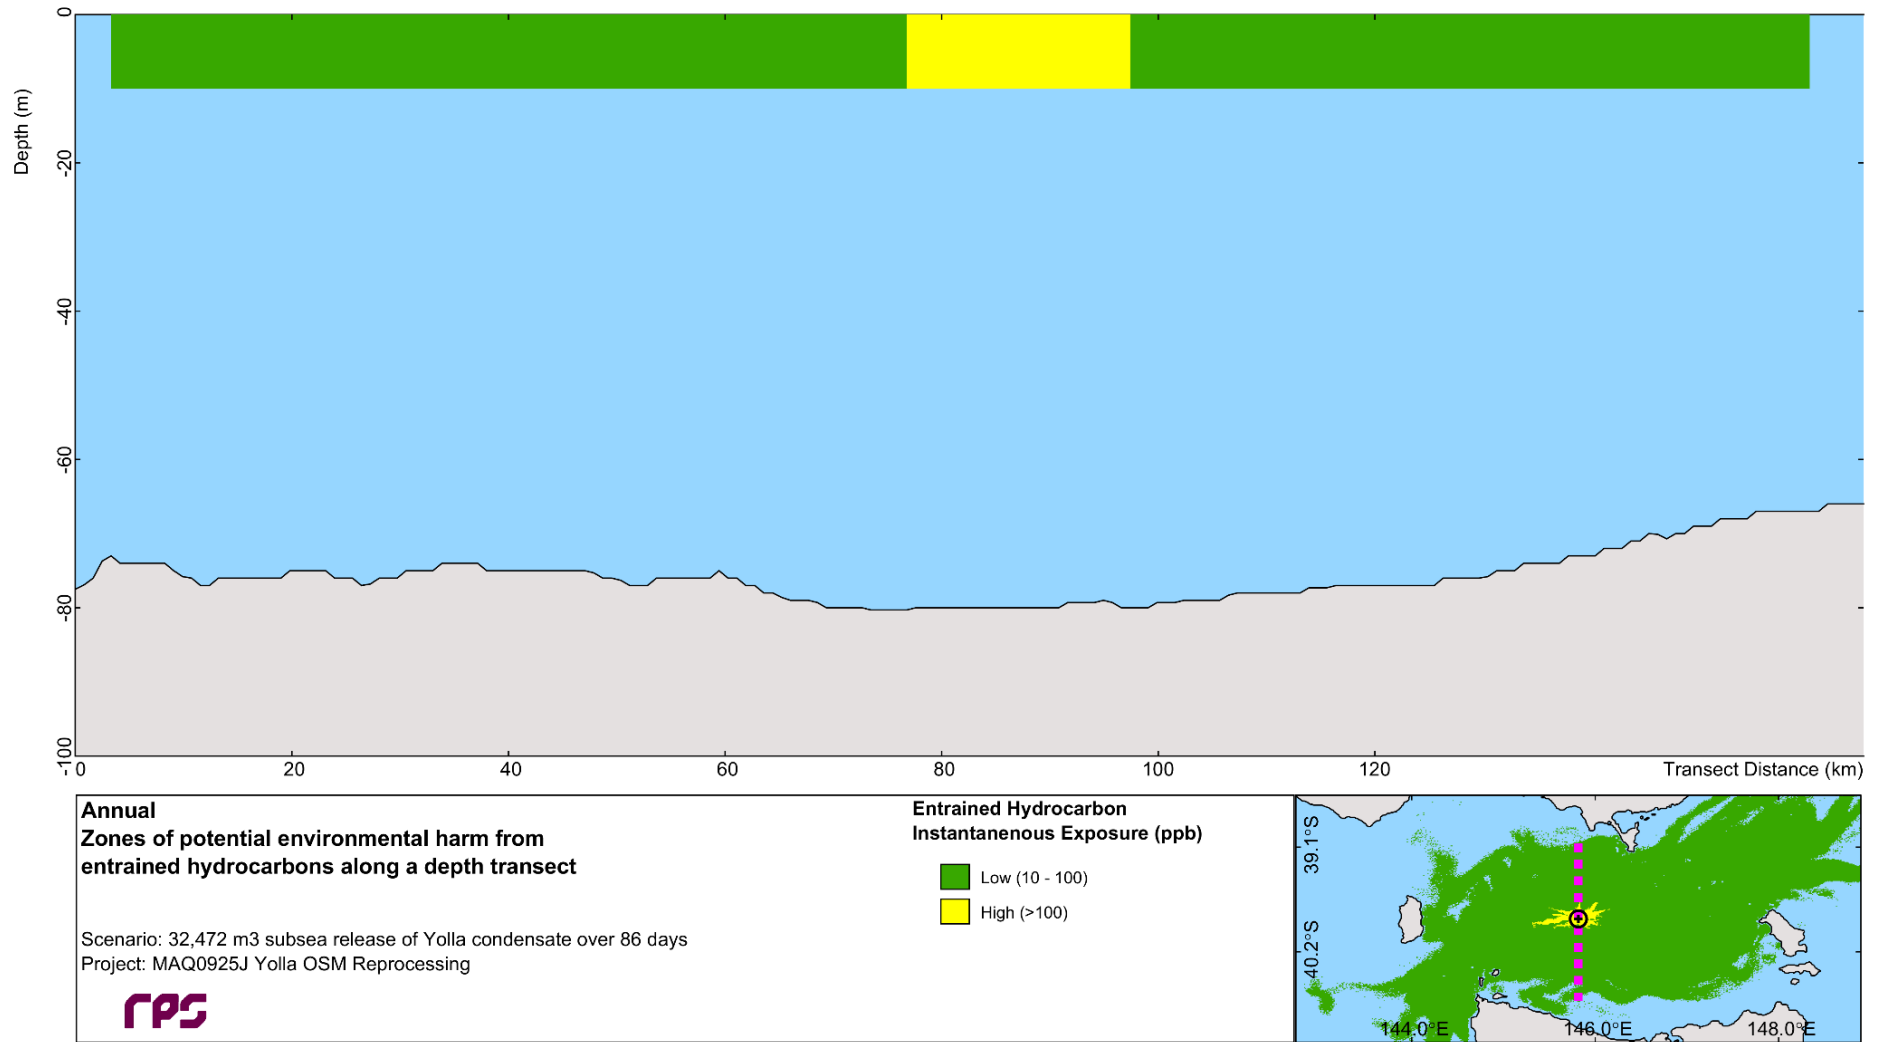 0
-20
-40
-60
-80
-100
Depth (m)
0
20
40
60
80
100
120
Transect Distance (km)
Annual
Zones of potential environmental harm from
entrained hydrocarbons along a depth transect
Scenario: 32,472 m3 subsea release of Yolla condensate over 86 days
Project: MAQ0925J Yolla OSM Reprocessing
rps
Entrained Hydrocarbon
Instantanenous Exposure (ppb)
Low (10 - 100)
High (>100)
39.1°S
40.2°S
144.0°E
146.0°E
148.0°E